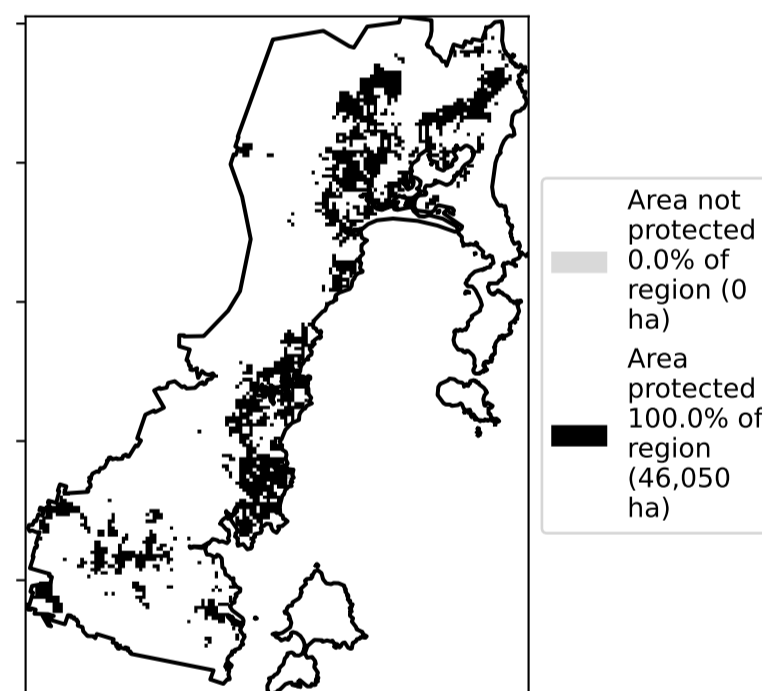 Area not
protected
0.0% of
region (0
ha)
Area
protected
100.0% of
region
(46,050
ha)